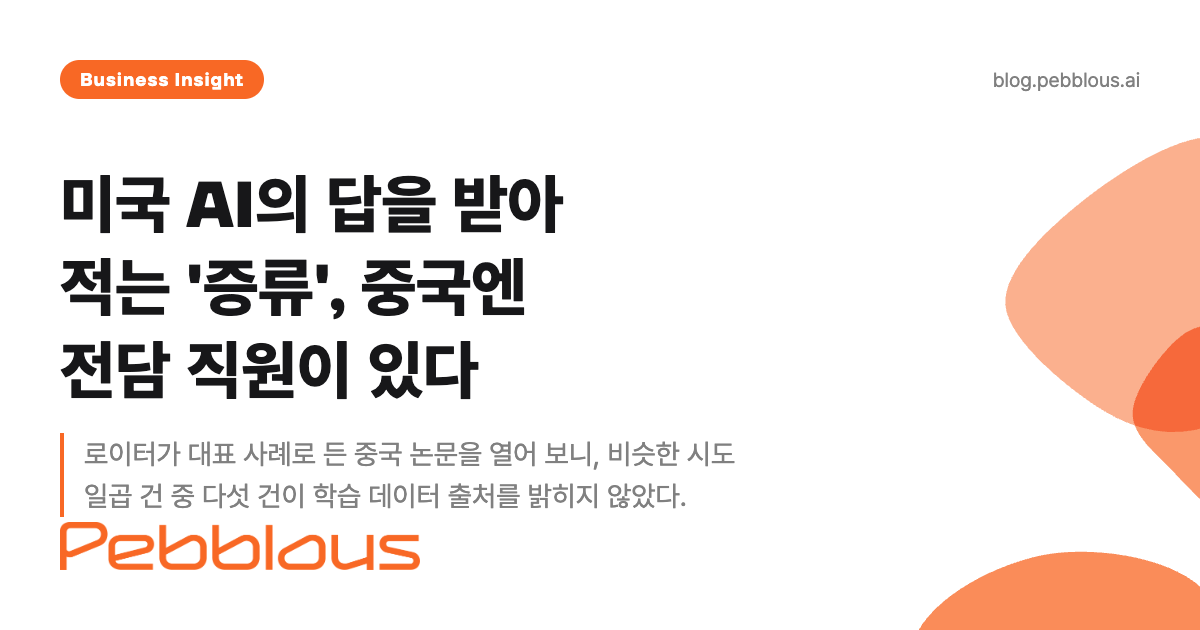 Business Insight
blog.pebblous.ai
미국 AI의 답을 받아
적는 '증류', 중국엔
전담 직원이 있다
로이터가 대표 사례로 든 중국 논문을 열어 보니, 비슷한 시도
일곱 건 중 다섯 건이 학습 데이터 출처를 밝히지 않았다.
Pebblous